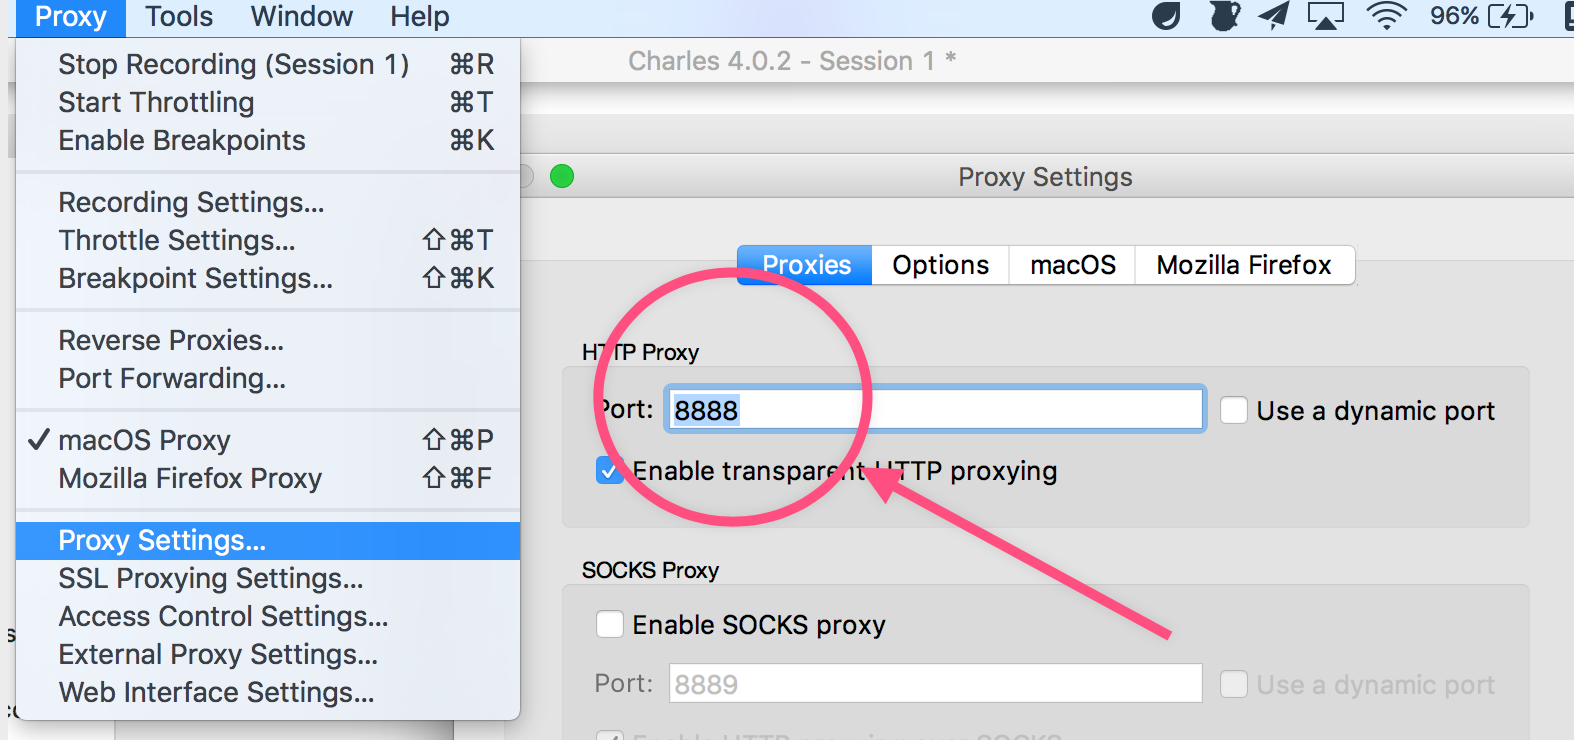 Proxy Tools Window Help 96%
Charles 4.0.2 - Session 1 *
Stop Recording (Session 1) ⌘R
Start Throttling ⌘T
Enable Breakpoints ⌘K
Recording Settings...
Throttle Settings... ⇧⌘T
Breakpoint Settings... ⇧⌘K
Reverse Proxies...
Port Forwarding...
✓ macOS Proxy ⇧⌘P
Mozilla Firefox Proxy ⇧⌘F
Proxy Settings...
SSL Proxying Settings...
Access Control Settings...
External Proxy Settings...
Web Interface Settings...
Proxy Settings
Proxies Options macOS Mozilla Firefox
HTTP Proxy
Port: 8888 Use a dynamic port
Enable transparent HTTP proxying
SOCKS Proxy
Enable SOCKS proxy
Port: 8889 Use a dynamic port